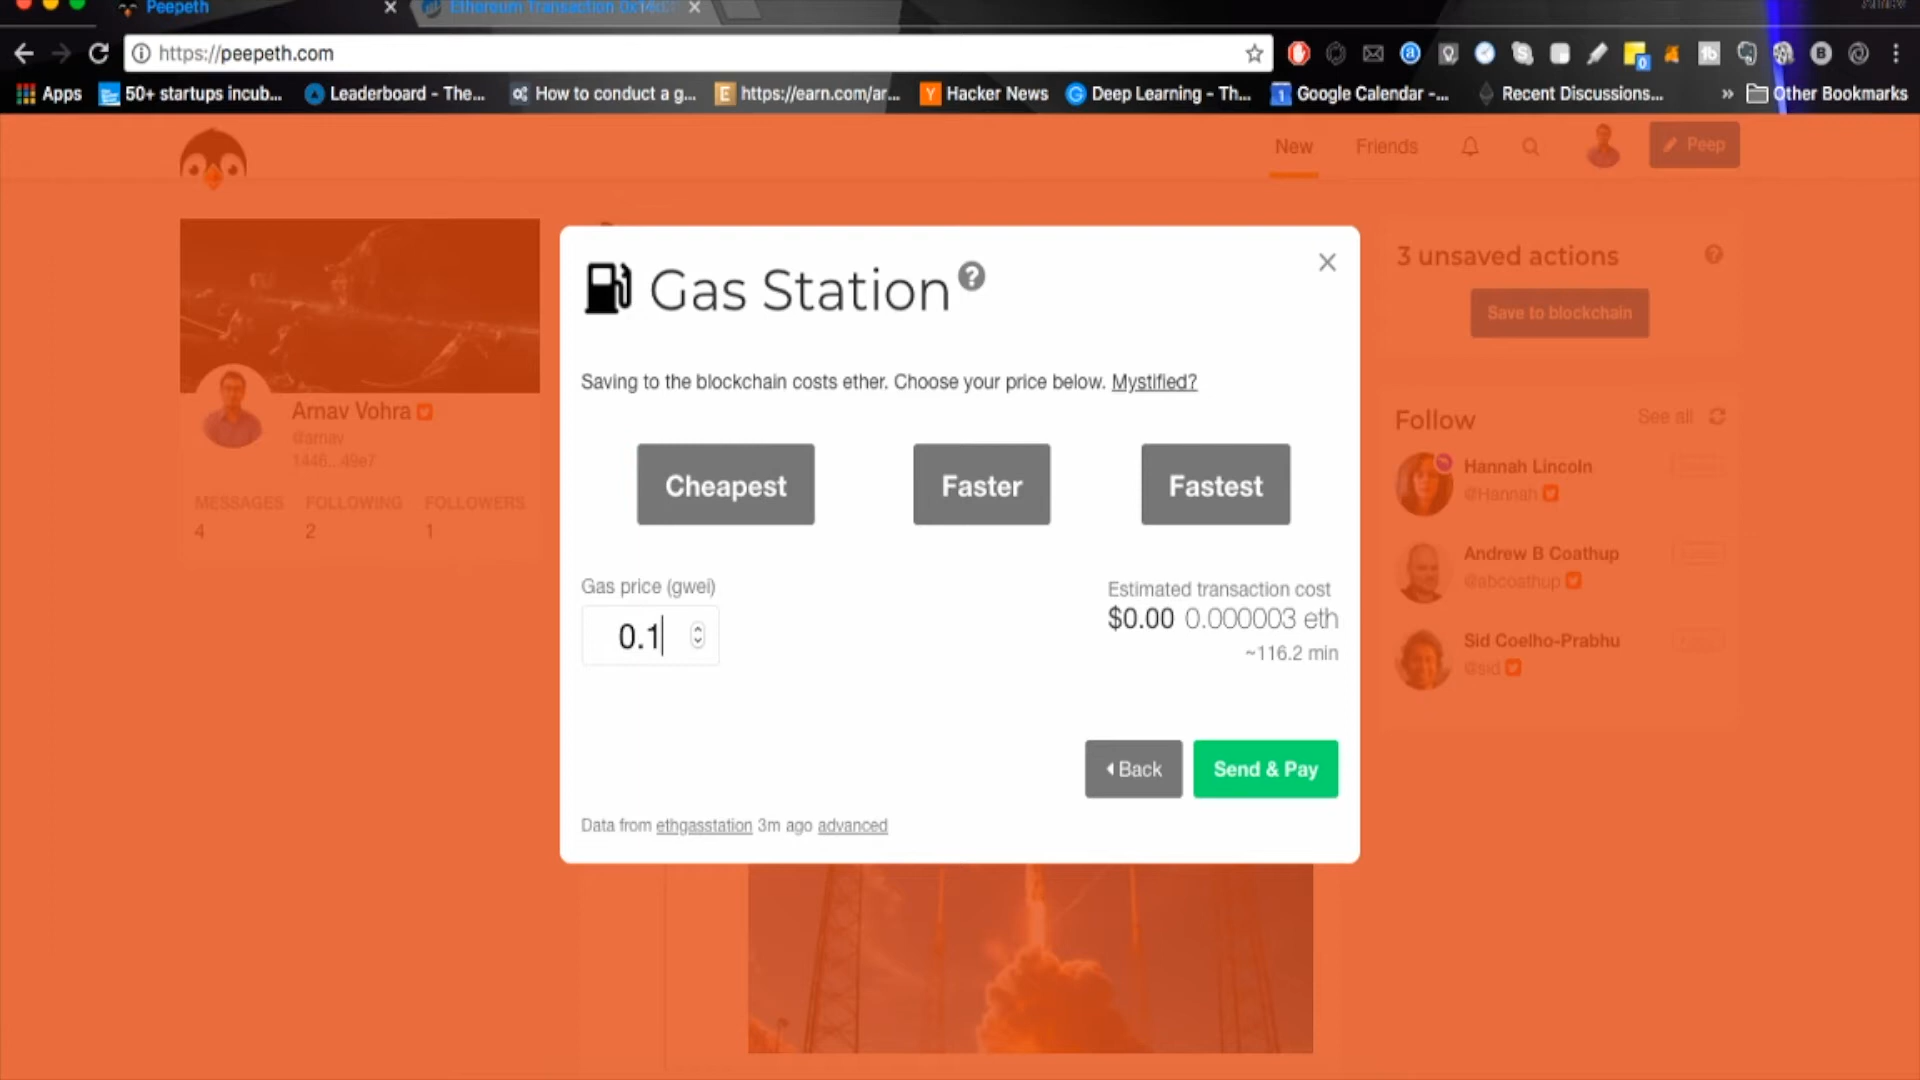 Peepeth
Ethereum Transaction
https://peepeth.com
Apps
50+ startups incub...
Leaderboard - The...
How to conduct a g...
https://earn.com/ar...
Hacker News
Deep Learning - Th...
Google Calendar -...
Recent Discussions...
» Other Bookmarks
New
Friends
Peep
Arnav Vohra
@arnav
1446...49e7
MESSAGES FOLLOWING FOLLOWERS
4 2 1
Gas Station ?
Saving to the blockchain costs ether. Choose your price below. Mystified?
Cheapest
Faster
Fastest
Gas price (gwei)
0.1
Estimated transaction cost
$0.00 0.000003 eth
~116.2 min
Back
Send & Pay
Data from ethgasstation 3m ago advanced
3 unsaved actions ?
Save to blockchain
Follow See all
Hannah Lincoln
@Hannah
Andrew B Coathup
@abcoathup
Sid Coelho-Prabhu
@sid